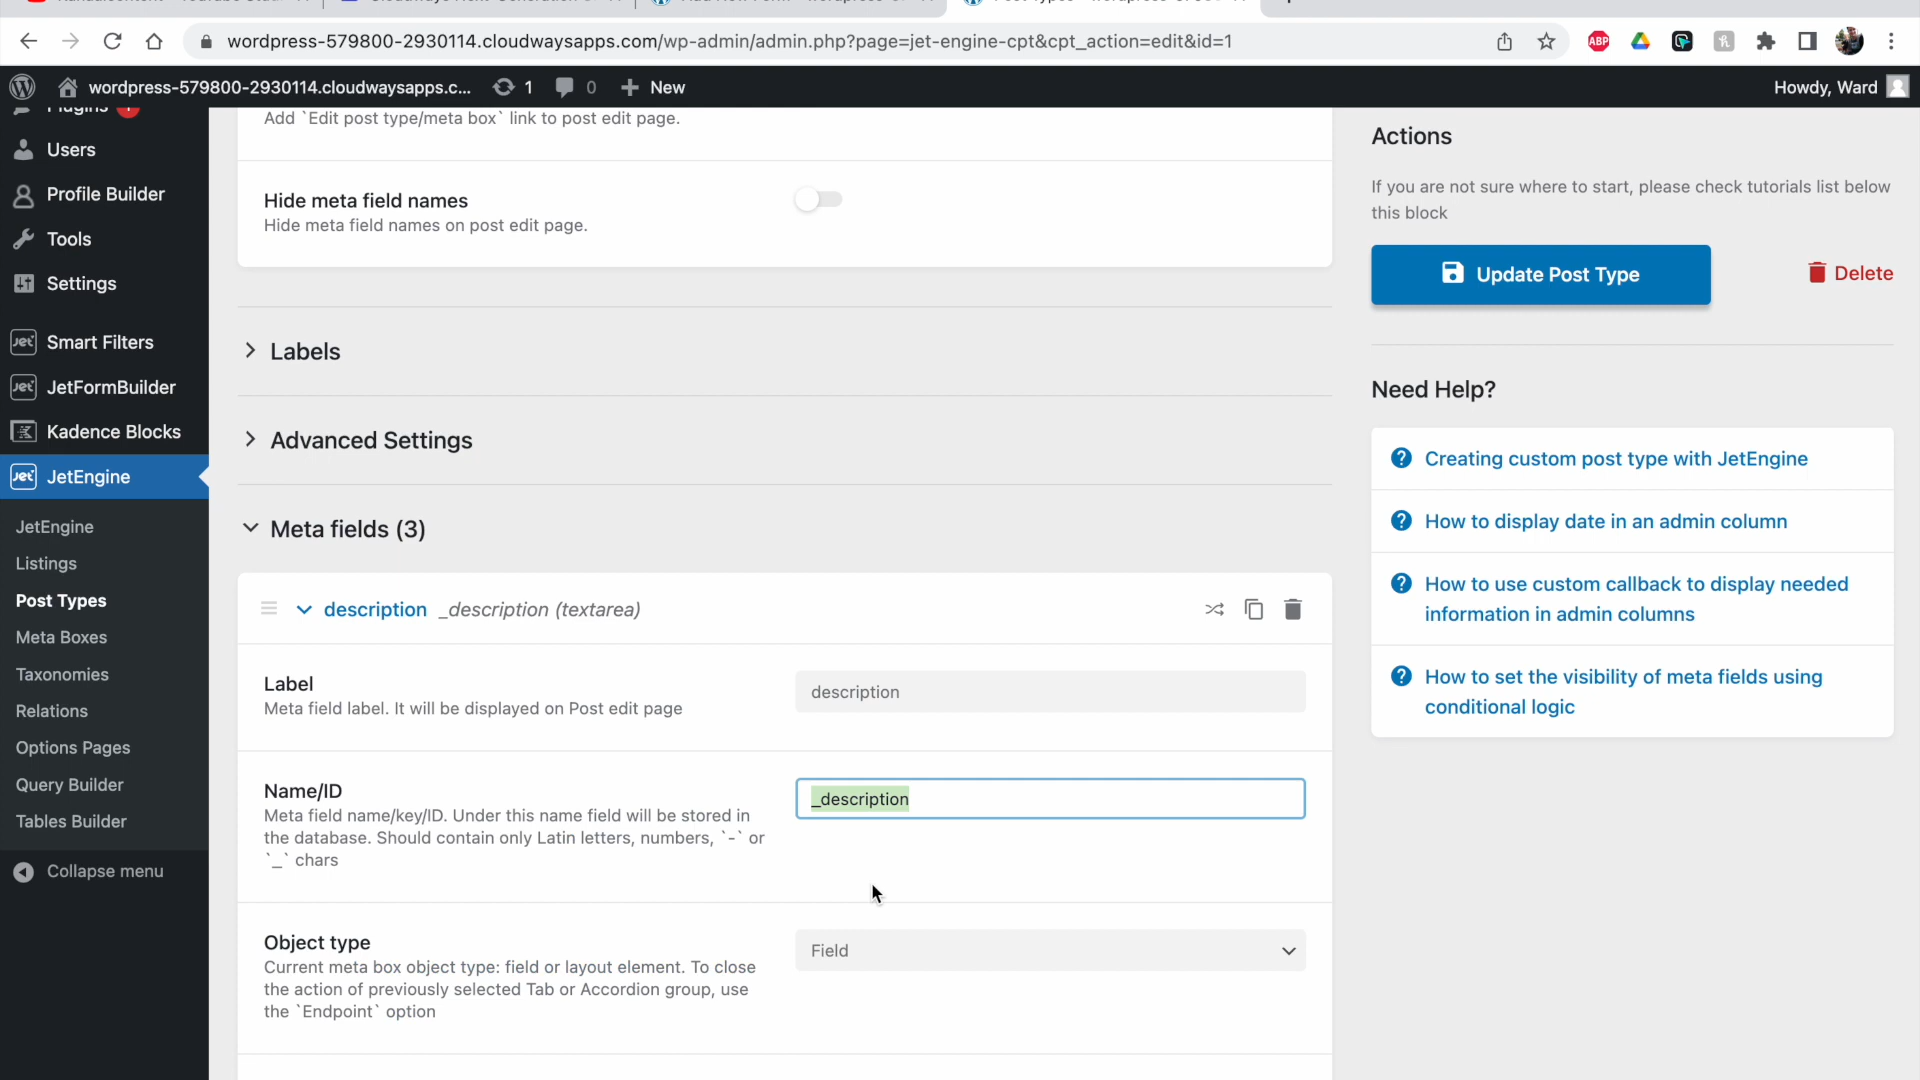 wordpress-579800-2930114.cloudwaysapps.com/wp-admin/admin.php?page=jet-engine-cpt&cpt_action=edit&id=1
ABP
wordpress-579800-2930114.cloudwaysapps.c...
1
0
New
Howdy, Ward
Plugins
Users
Profile Builder
Tools
Settings
Smart Filters
JetFormBuilder
Kadence Blocks
JetEngine
JetEngine
Listings
Post Types
Meta Boxes
Taxonomies
Relations
Options Pages
Query Builder
Tables Builder
Collapse menu
Add `Edit post type/meta box` link to post edit page.
Hide meta field names
Hide meta field names on post edit page.
Labels
Advanced Settings
Meta fields (3)
description _description (textarea)
Label
Meta field label. It will be displayed on Post edit page
description
Name/ID
Meta field name/key/ID. Under this name field will be stored in
the database. Should contain only Latin letters, numbers, `-` or
`_` chars
_description
Object type
Current meta box object type: field or layout element. To close
the action of previously selected Tab or Accordion group, use
the `Endpoint` option
Field
Actions
If you are not sure where to start, please check tutorials list below
this block
Update Post Type
Delete
Need Help?
Creating custom post type with JetEngine
How to display date in an admin column
How to use custom callback to display needed
information in admin columns
How to set the visibility of meta fields using
conditional logic